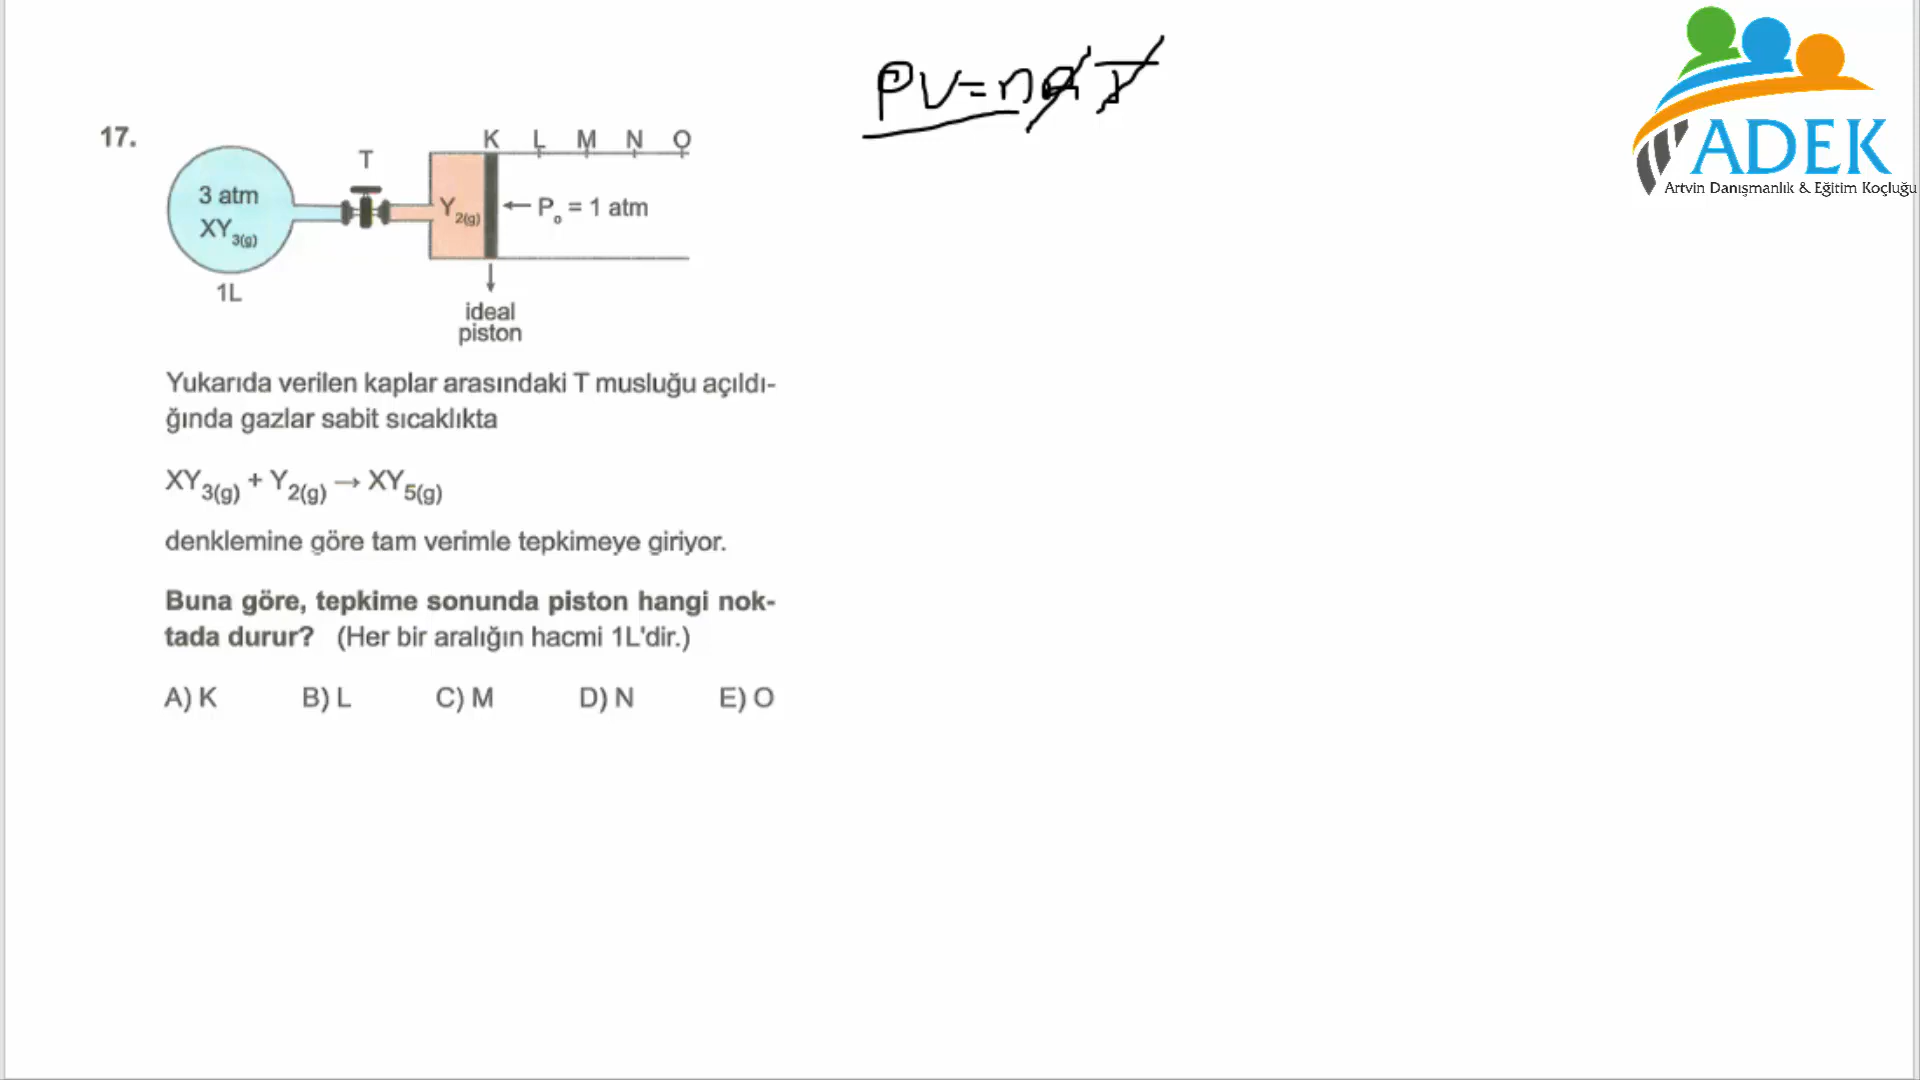 PV=nRT
ADEK
Artvin Danışmanlık & Eğitim Koçluğu
17.
K L M N O
T
3 atm
XY3(g)
Y2(g)
← Po = 1 atm
1L
ideal
piston
Yukarıda verilen kaplar arasındaki T musluğu açıldı-
ğında gazlar sabit sıcaklıkta
XY3(g) + Y2(g) → XY5(g)
denklemine göre tam verimle tepkimeye giriyor.
Buna göre, tepkime sonunda piston hangi nok-
tada durur? (Her bir aralığın hacmi 1L'dir.)
A) K B) L C) M D) N E) O